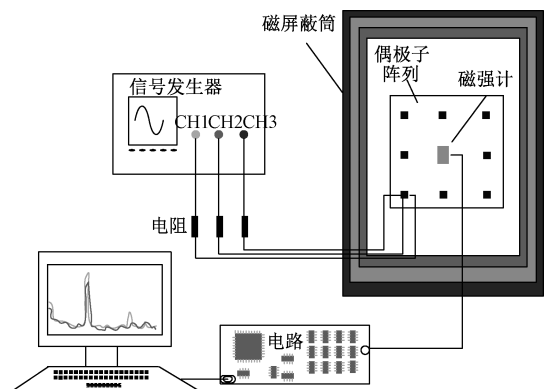 磁屏蔽筒
偶极子
阵列
磁强计
信号发生器
CH1CH2CH3
电阻
电路